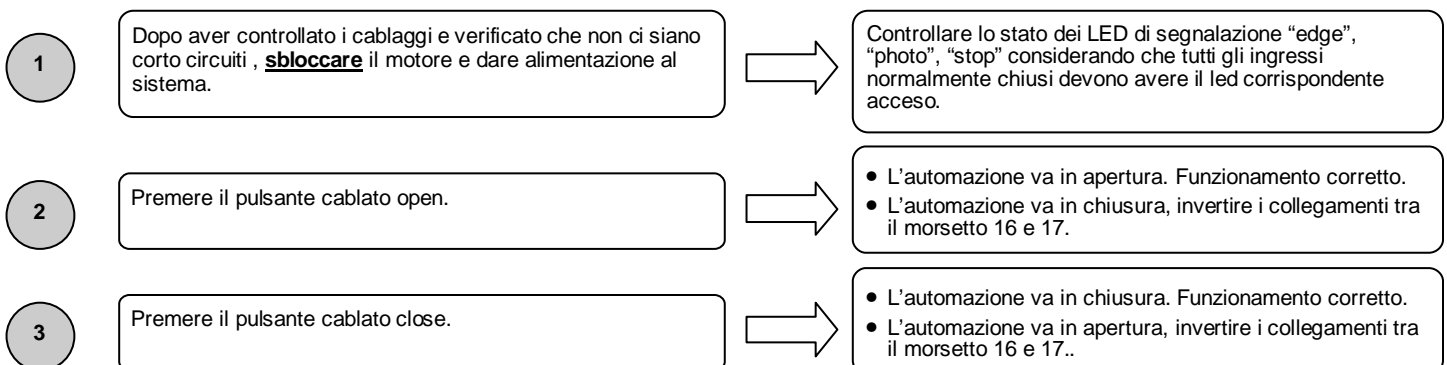 1
Dopo aver controllato i cablaggi e verificato che non ci siano
corto circuiti , sbloccare il motore e dare alimentazione al
sistema.
Controllare lo stato dei LED di segnalazione “edge”,
“photo”, “stop” considerando che tutti gli ingressi
normalmente chiusi devono avere il led corrispondente
acceso.
2
Premere il pulsante cablato open.
• L’automazione va in apertura. Funzionamento corretto.
• L’automazione va in chiusura, invertire i collegamenti tra
il morsetto 16 e 17.
3
Premere il pulsante cablato close.
• L’automazione va in chiusura. Funzionamento corretto.
• L’automazione va in apertura, invertire i collegamenti tra
il morsetto 16 e 17..